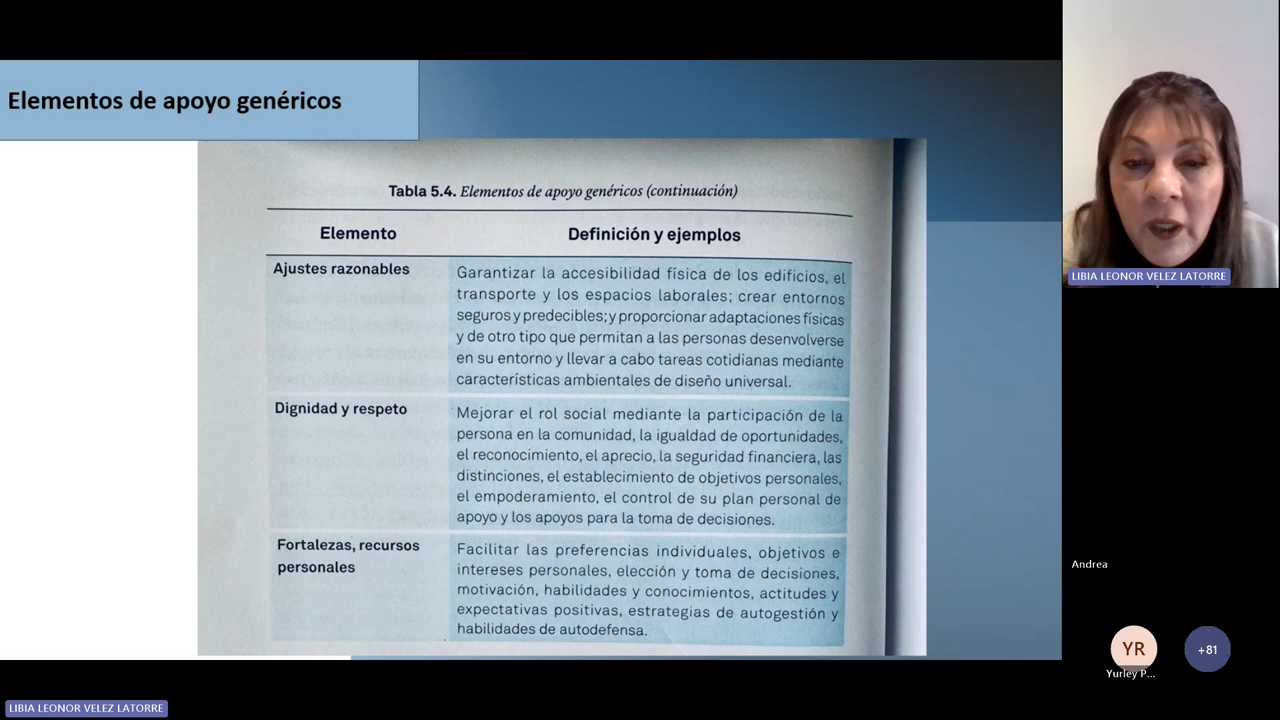 Elementos de apoyo genéricos
Tabla 5.4. Elementos de apoyo genéricos (continuación)
Elemento
Definición y ejemplos
Ajustes razonables
Garantizar la accesibilidad física de los edificios, el
transporte y los espacios laborales; crear entornos
seguros y predecibles; y proporcionar adaptaciones físicas
y de otro tipo que permitan a las personas desenvolverse
en su entorno y llevar a cabo tareas cotidianas mediante
características ambientales de diseño universal.
Dignidad y respeto
Mejorar el rol social mediante la participación de la
persona en la comunidad, la igualdad de oportunidades,
el reconocimiento, el aprecio, la seguridad financiera, las
distinciones, el establecimiento de objetivos personales,
el empoderamiento, el control de su plan personal de
apoyo y los apoyos para la toma de decisiones.
Fortalezas, recursos
personales
Facilitar las preferencias individuales, objetivos e
intereses personales, elección y toma de decisiones,
motivación, habilidades y conocimientos, actitudes y
expectativas positivas, estrategias de autogestión y
habilidades de autodefensa.
LIBIA LEONOR VELEZ LATORRE
Andrea
YR
Yurley P...
+81
LIBIA LEONOR VELEZ LATORRE